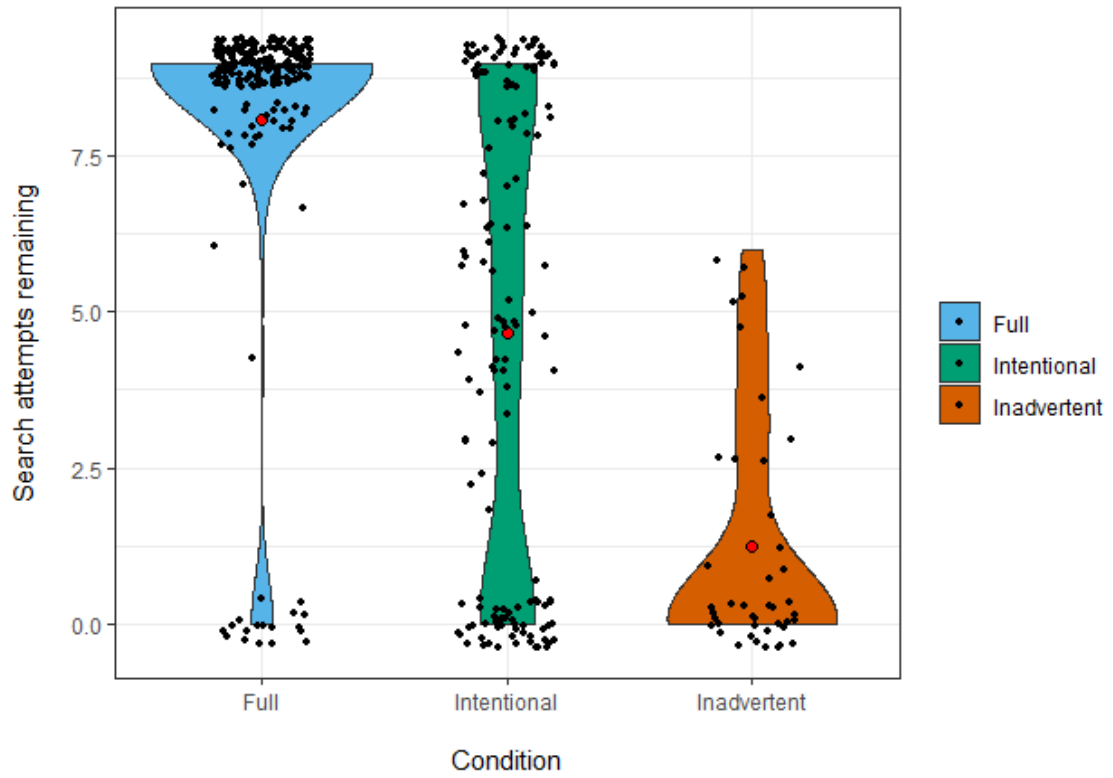 Search attempts remaining
7.5
5.0
2.5
0.0
Full
Intentional
Inadvertent
Condition
Full
Intentional
Inadvertent